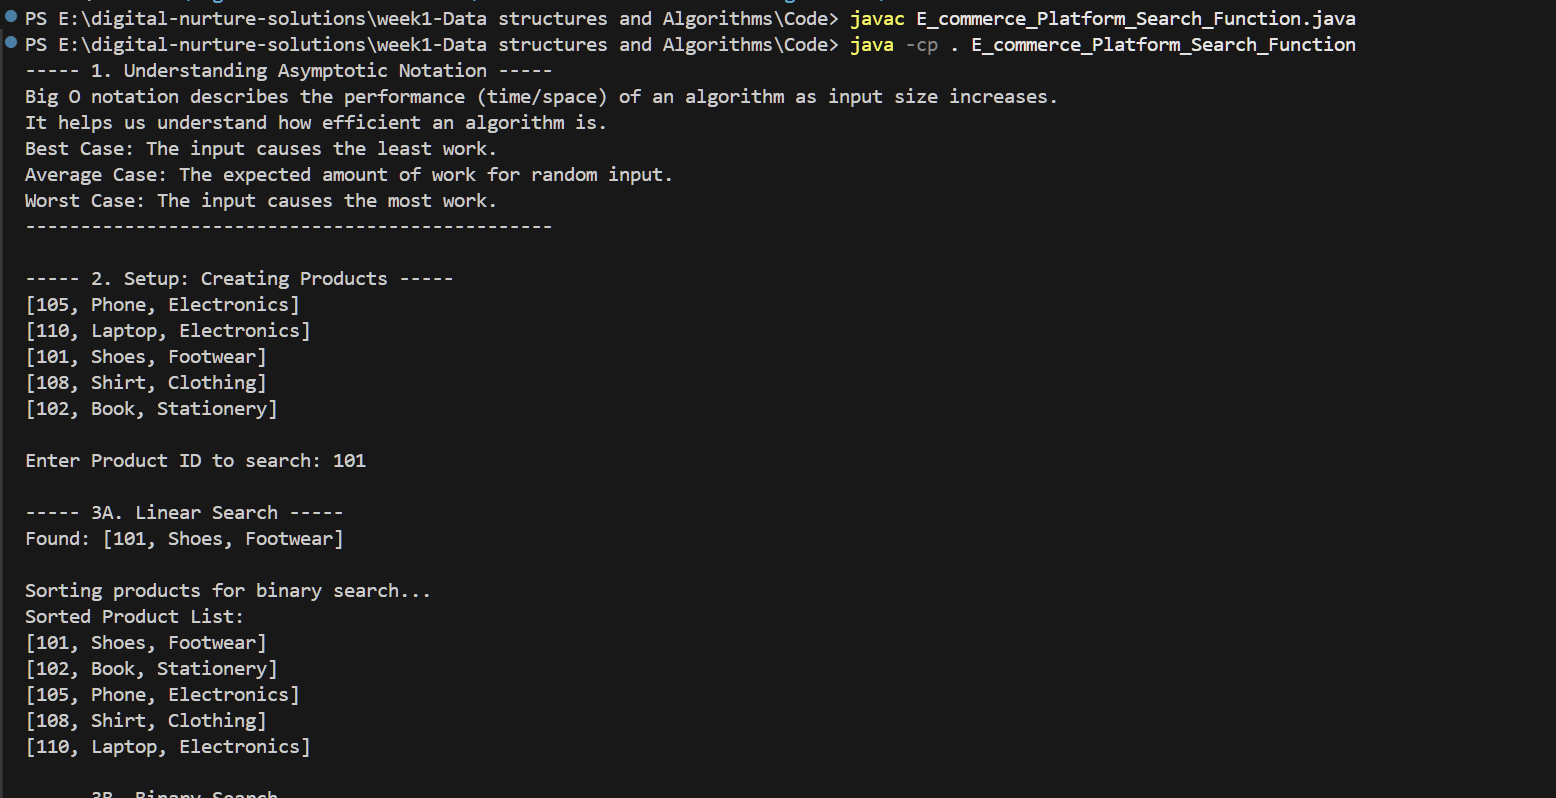 PS E:\digital-nurture-solutions\week1-Data structures and Algorithms\Code> javac E_commerce_Platform_Search_Function.java
PS E:\digital-nurture-solutions\week1-Data structures and Algorithms\Code> java -cp . E_commerce_Platform_Search_Function
----- 1. Understanding Asymptotic Notation -----
Big O notation describes the performance (time/space) of an algorithm as input size increases.
It helps us understand how efficient an algorithm is.
Best Case: The input causes the least work.
Average Case: The expected amount of work for random input.
Worst Case: The input causes the most work.
------------------------------------------------
----- 2. Setup: Creating Products -----
[105, Phone, Electronics]
[110, Laptop, Electronics]
[101, Shoes, Footwear]
[108, Shirt, Clothing]
[102, Book, Stationery]
Enter Product ID to search: 101
----- 3A. Linear Search -----
Found: [101, Shoes, Footwear]
Sorting products for binary search...
Sorted Product List:
[101, Shoes, Footwear]
[102, Book, Stationery]
[105, Phone, Electronics]
[108, Shirt, Clothing]
[110, Laptop, Electronics]
3B. Binary Search